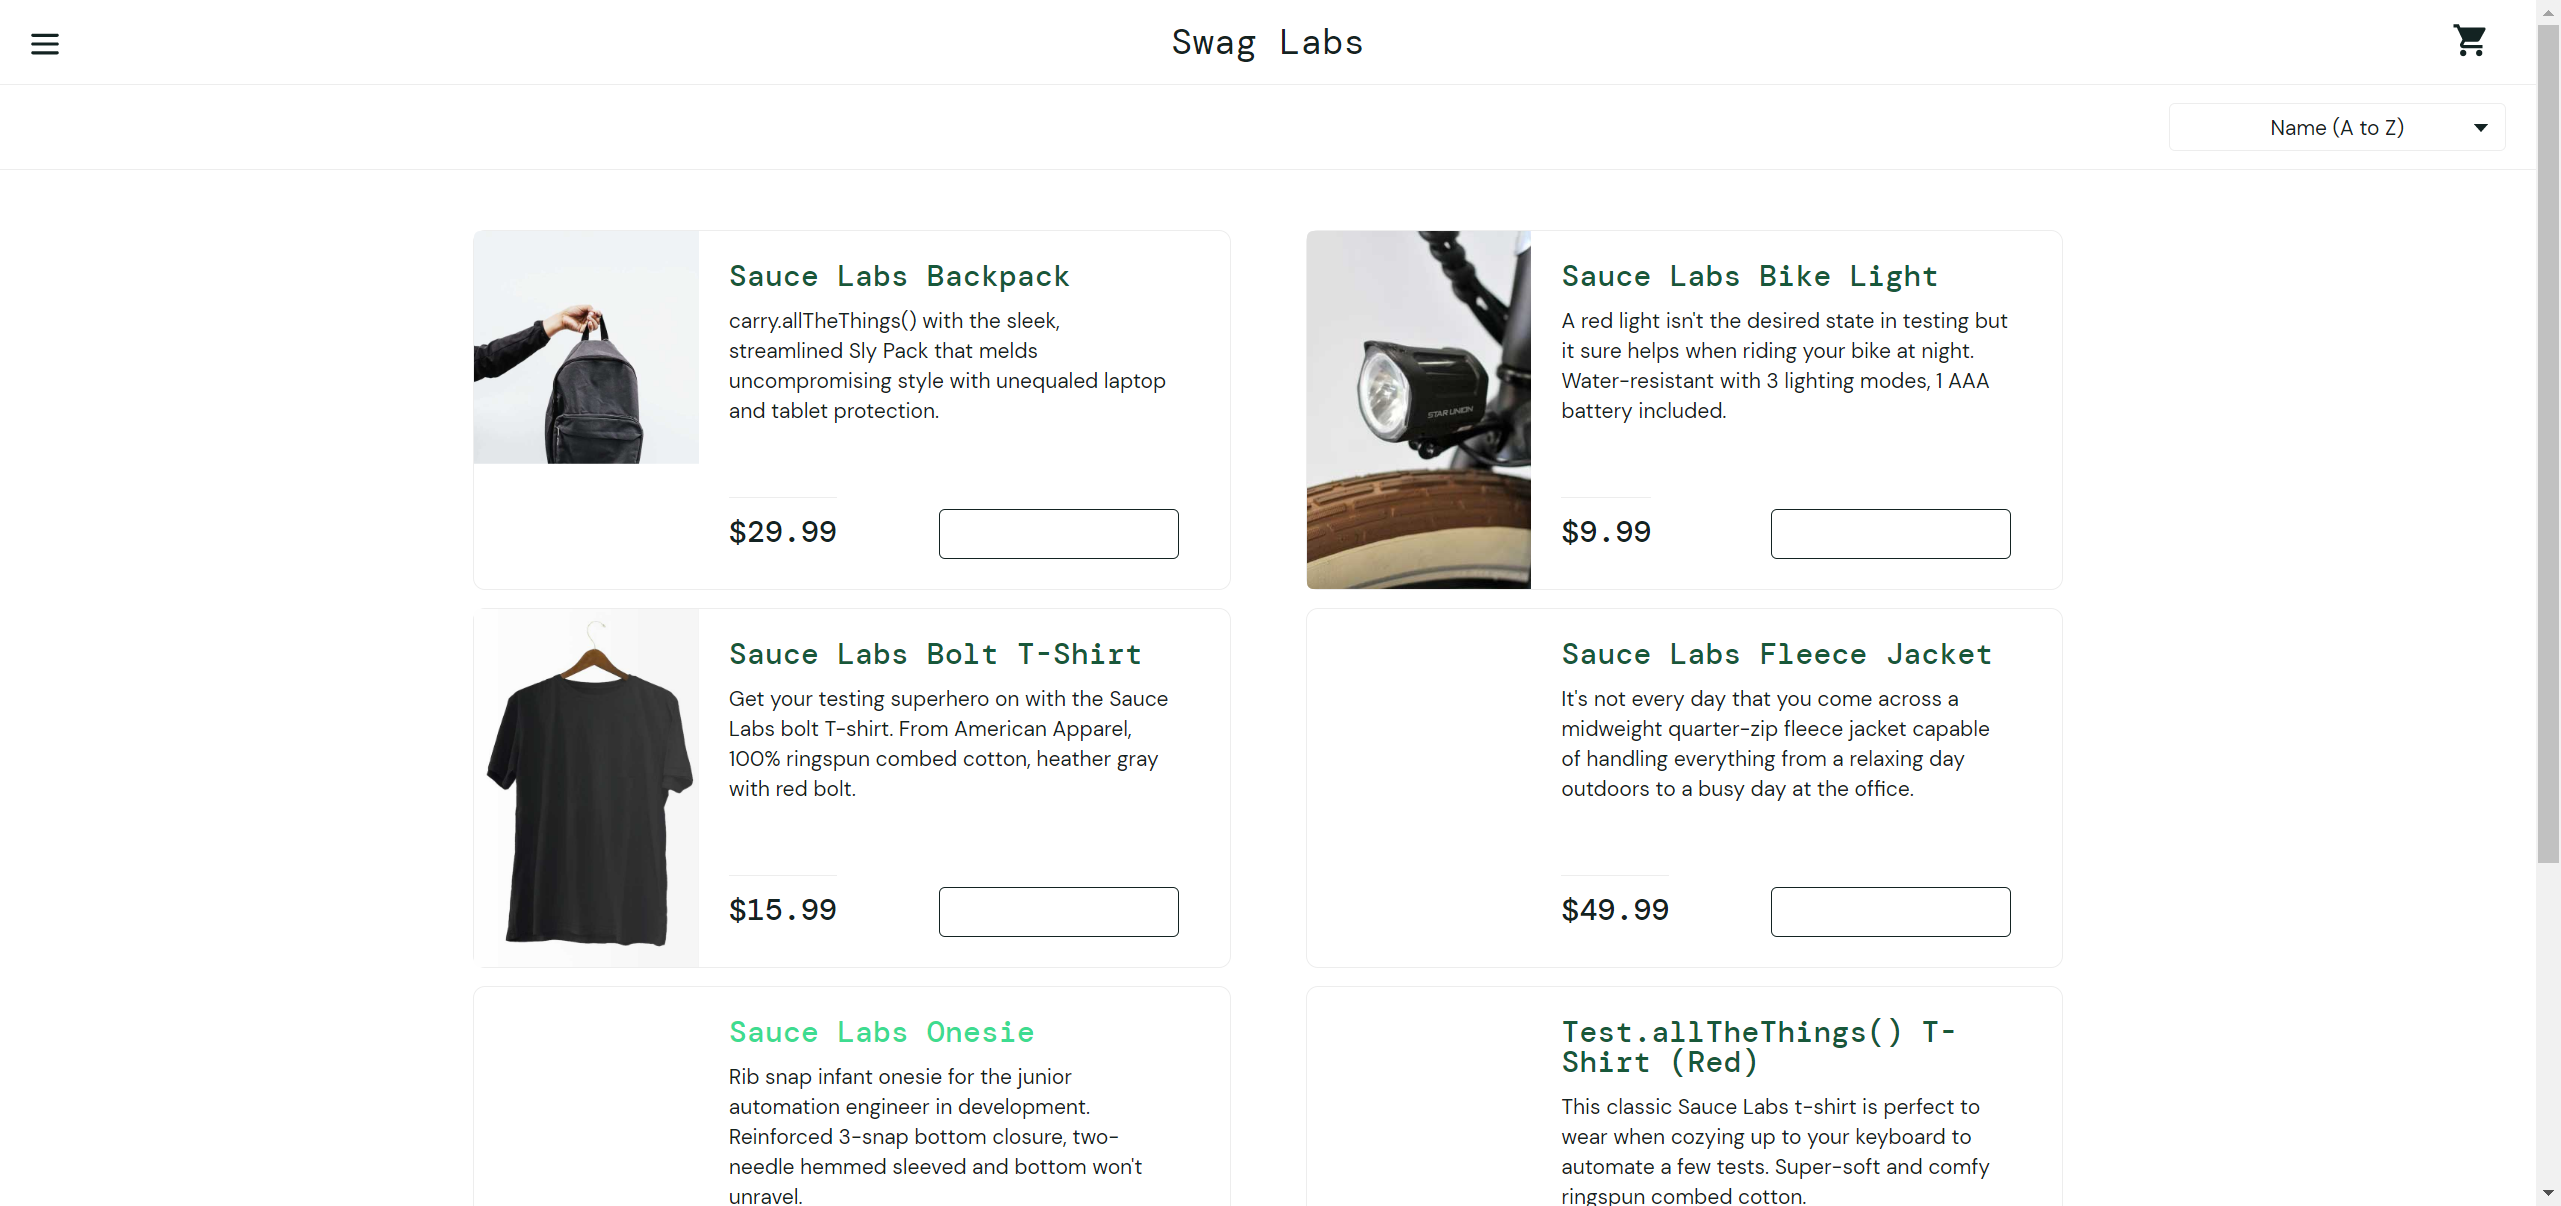 Swag Labs
Name (A to Z)
Sauce Labs Backpack
carry.allTheThings() with the sleek,
streamlined Sly Pack that melds
uncompromising style with unequaled laptop
and tablet protection.
$29.99
Sauce Labs Bike Light
A red light isn't the desired state in testing but
it sure helps when riding your bike at night.
Water-resistant with 3 lighting modes, 1 AAA
battery included.
STAR UNION
$9.99
Sauce Labs Bolt T-Shirt
Get your testing superhero on with the Sauce
Labs bolt T-shirt. From American Apparel,
100% ringspun combed cotton, heather gray
with red bolt.
$15.99
Sauce Labs Fleece Jacket
It's not every day that you come across a
midweight quarter-zip fleece jacket capable
of handling everything from a relaxing day
outdoors to a busy day at the office.
$49.99
Sauce Labs Onesie
Rib snap infant onesie for the junior
automation engineer in development.
Reinforced 3-snap bottom closure, two-
needle hemmed sleeved and bottom won't
unravel.
Test.allTheThings() T-
Shirt (Red)
This classic Sauce Labs t-shirt is perfect to
wear when cozying up to your keyboard to
automate a few tests. Super-soft and comfy
ringspun combed cotton.